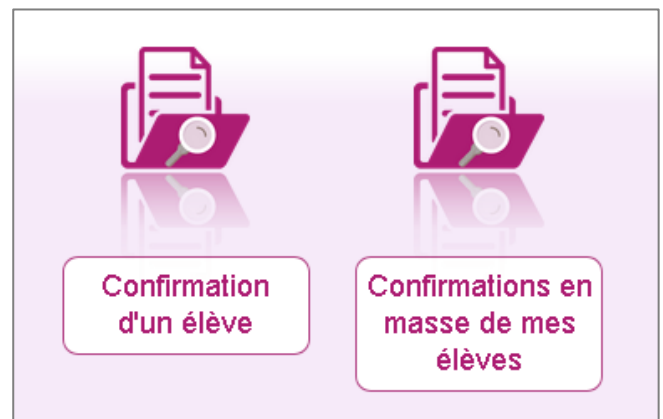 Confirmation
d'un élève
Confirmations en
masse de mes
élèves